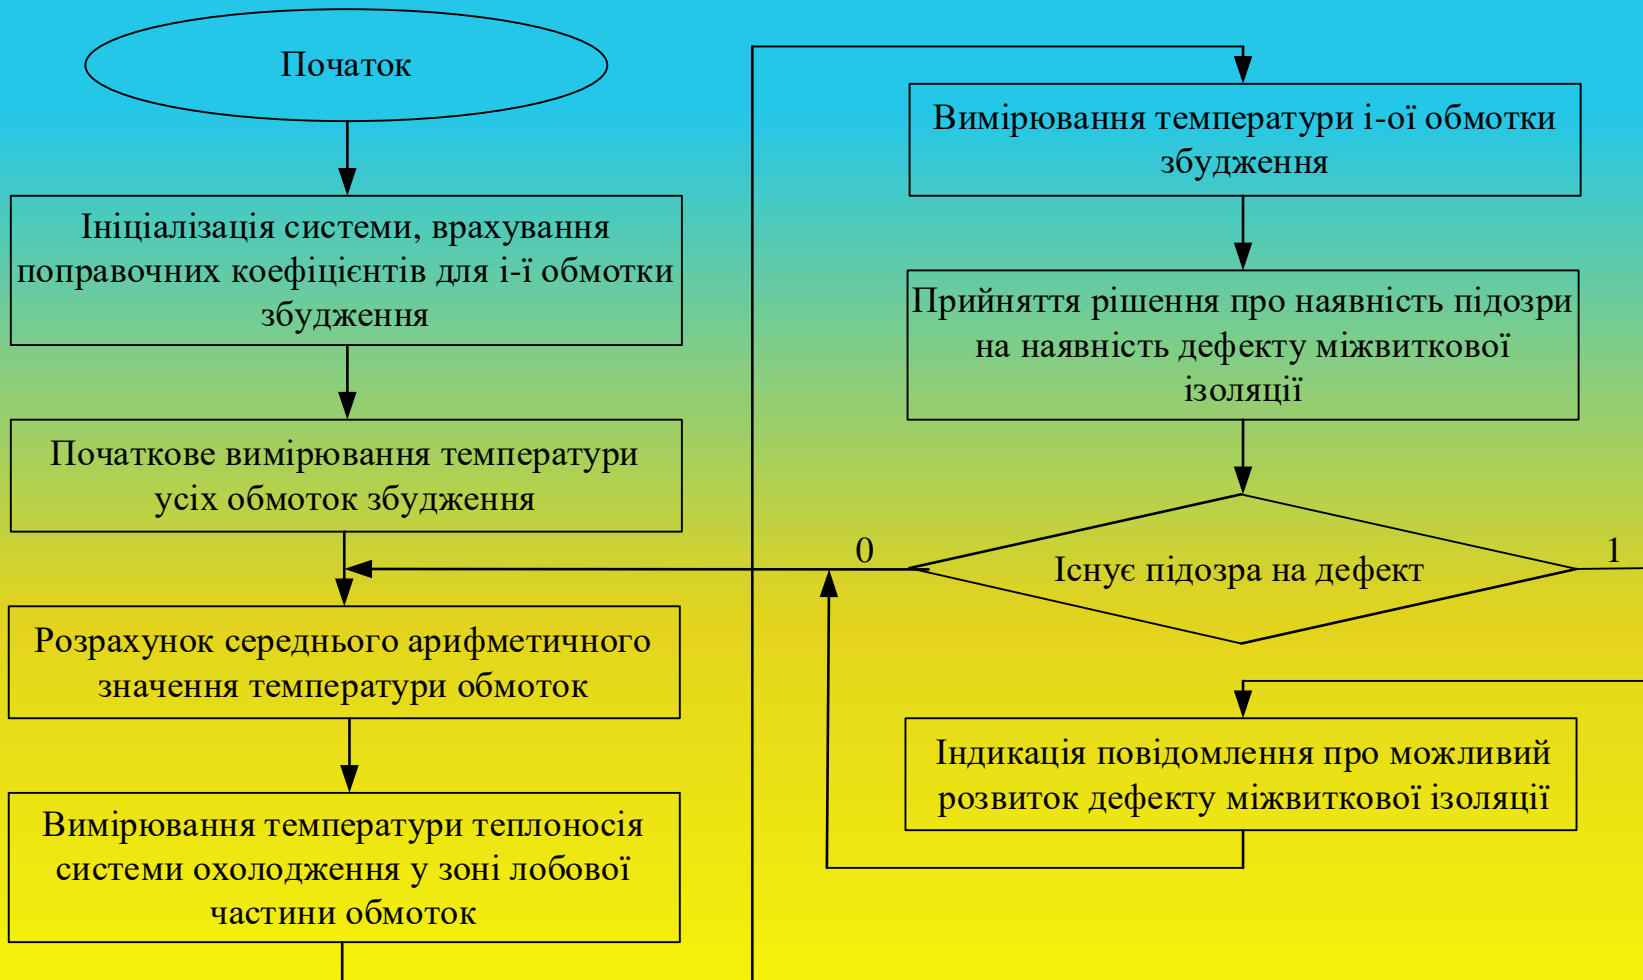 Початок
Ініціалізація системи, врахування
поправочних коефіцієнтів для і-ї обмотки
збудження
Початкове вимірювання температури
усіх обмоток збудження
Розрахунок середнього арифметичного
значення температури обмоток
Вимірювання температури теплоносія
системи охолодження у зоні лобової
частини обмоток
Вимірювання температури і-ої обмотки
збудження
Прийняття рішення про наявність підозри
на наявність дефекту міжвиткової
ізоляції
0
Існує підозра на дефект
1
Індикація повідомлення про можливий
розвиток дефекту міжвиткової ізоляції